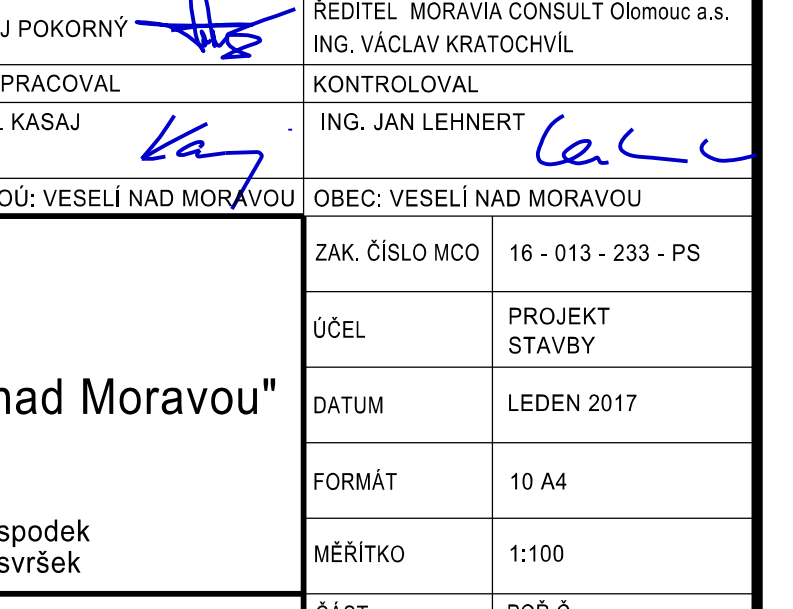 J POKORNÝ
ŘEDITEL MORAVIA CONSULT Olomouc a.s.
ING. VÁCLAV KRATOCHVÍL
PRACOVAL
KONTROLOVAL
KASAJ
ING. JAN LEHNERT
OÚ: VESELÍ NAD MORAVOU
OBEC: VESELÍ NAD MORAVOU
ZAK. ČÍSLO MCO
16 - 013 - 233 - PS
ÚČEL
PROJEKT
STAVBY
nad Moravou"
DATUM
LEDEN 2017
FORMÁT
10 A4
spodek
svršek
MĚŘÍTKO
1:100
ČÁST
POŘ.Č.